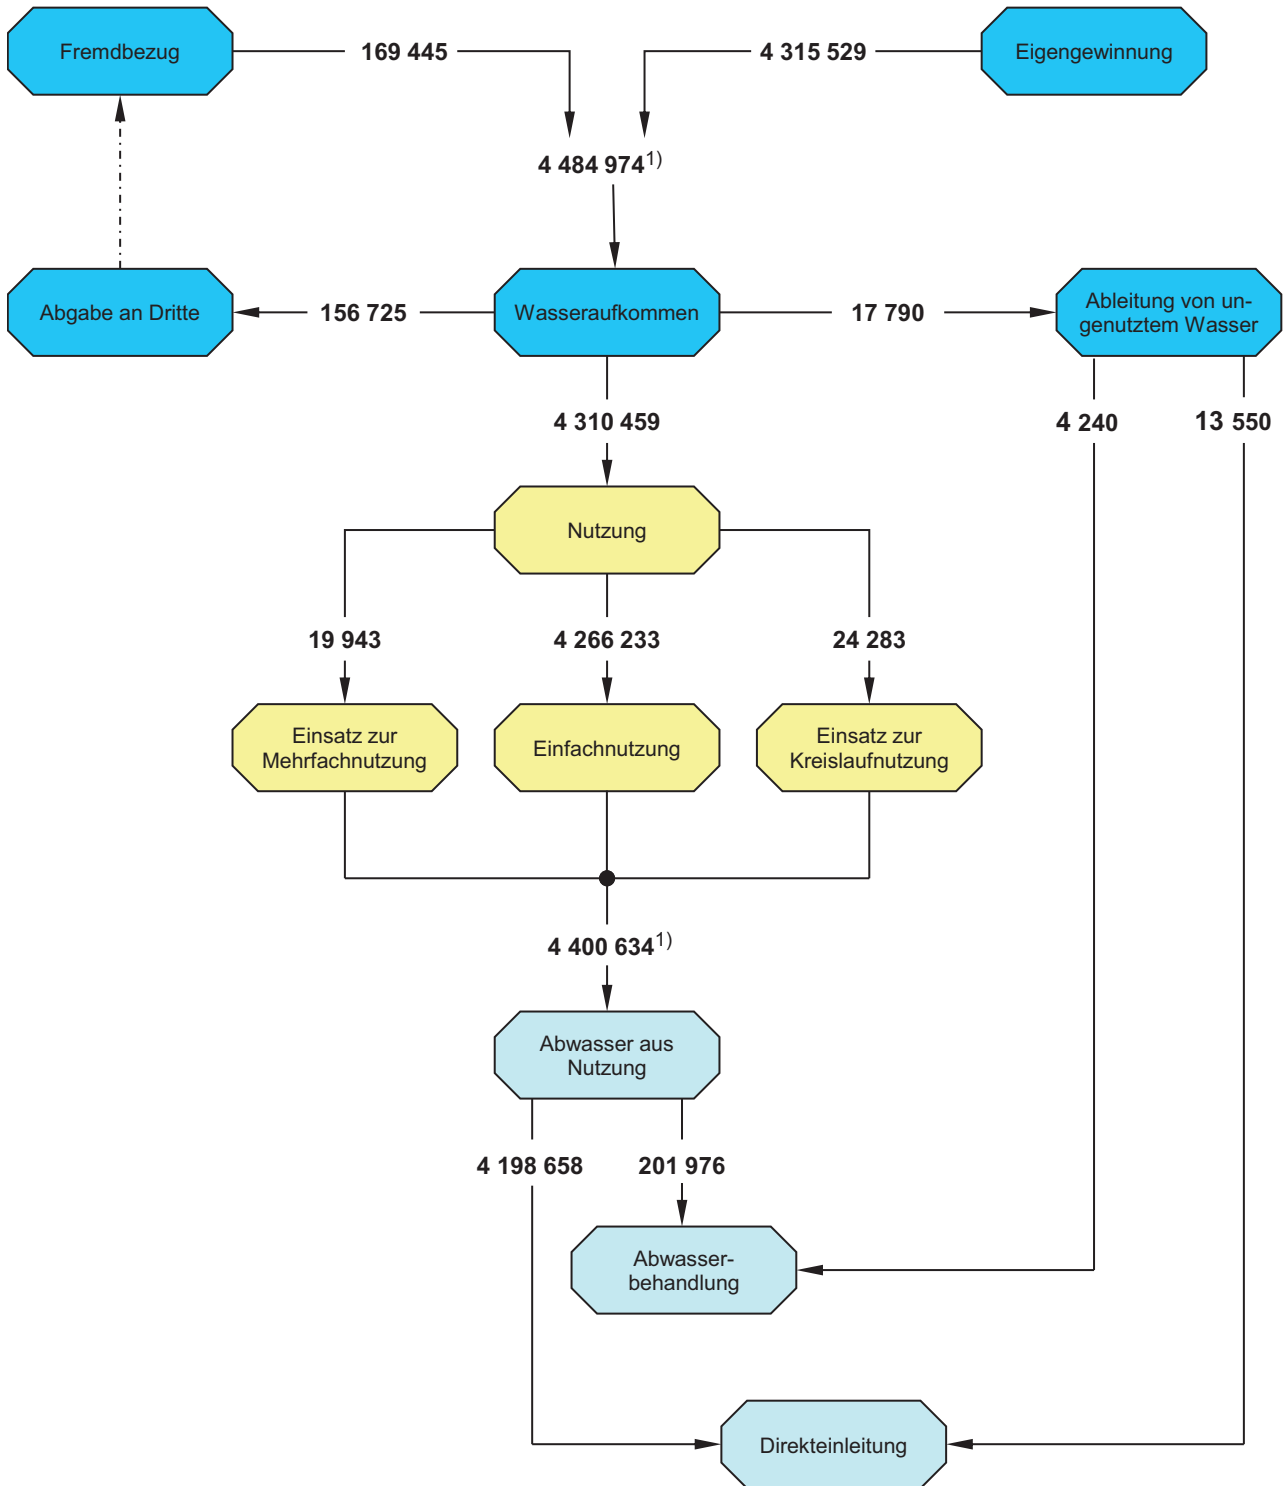 Fremdbezug
169 445
4 315 529
Eigengewinnung
4 484 974¹⁾
Abgabe an Dritte
156 725
Wasseraufkommen
17 790
Ableitung von un-
genutztem Wasser
4 310 459
4 240
13 550
Nutzung
19 943
4 266 233
24 283
Einsatz zur
Mehrfachnutzung
Einfachnutzung
Einsatz zur
Kreislaufnutzung
4 400 634¹⁾
Abwasser aus
Nutzung
4 198 658
201 976
Abwasser-
behandlung
Direkteinleitung